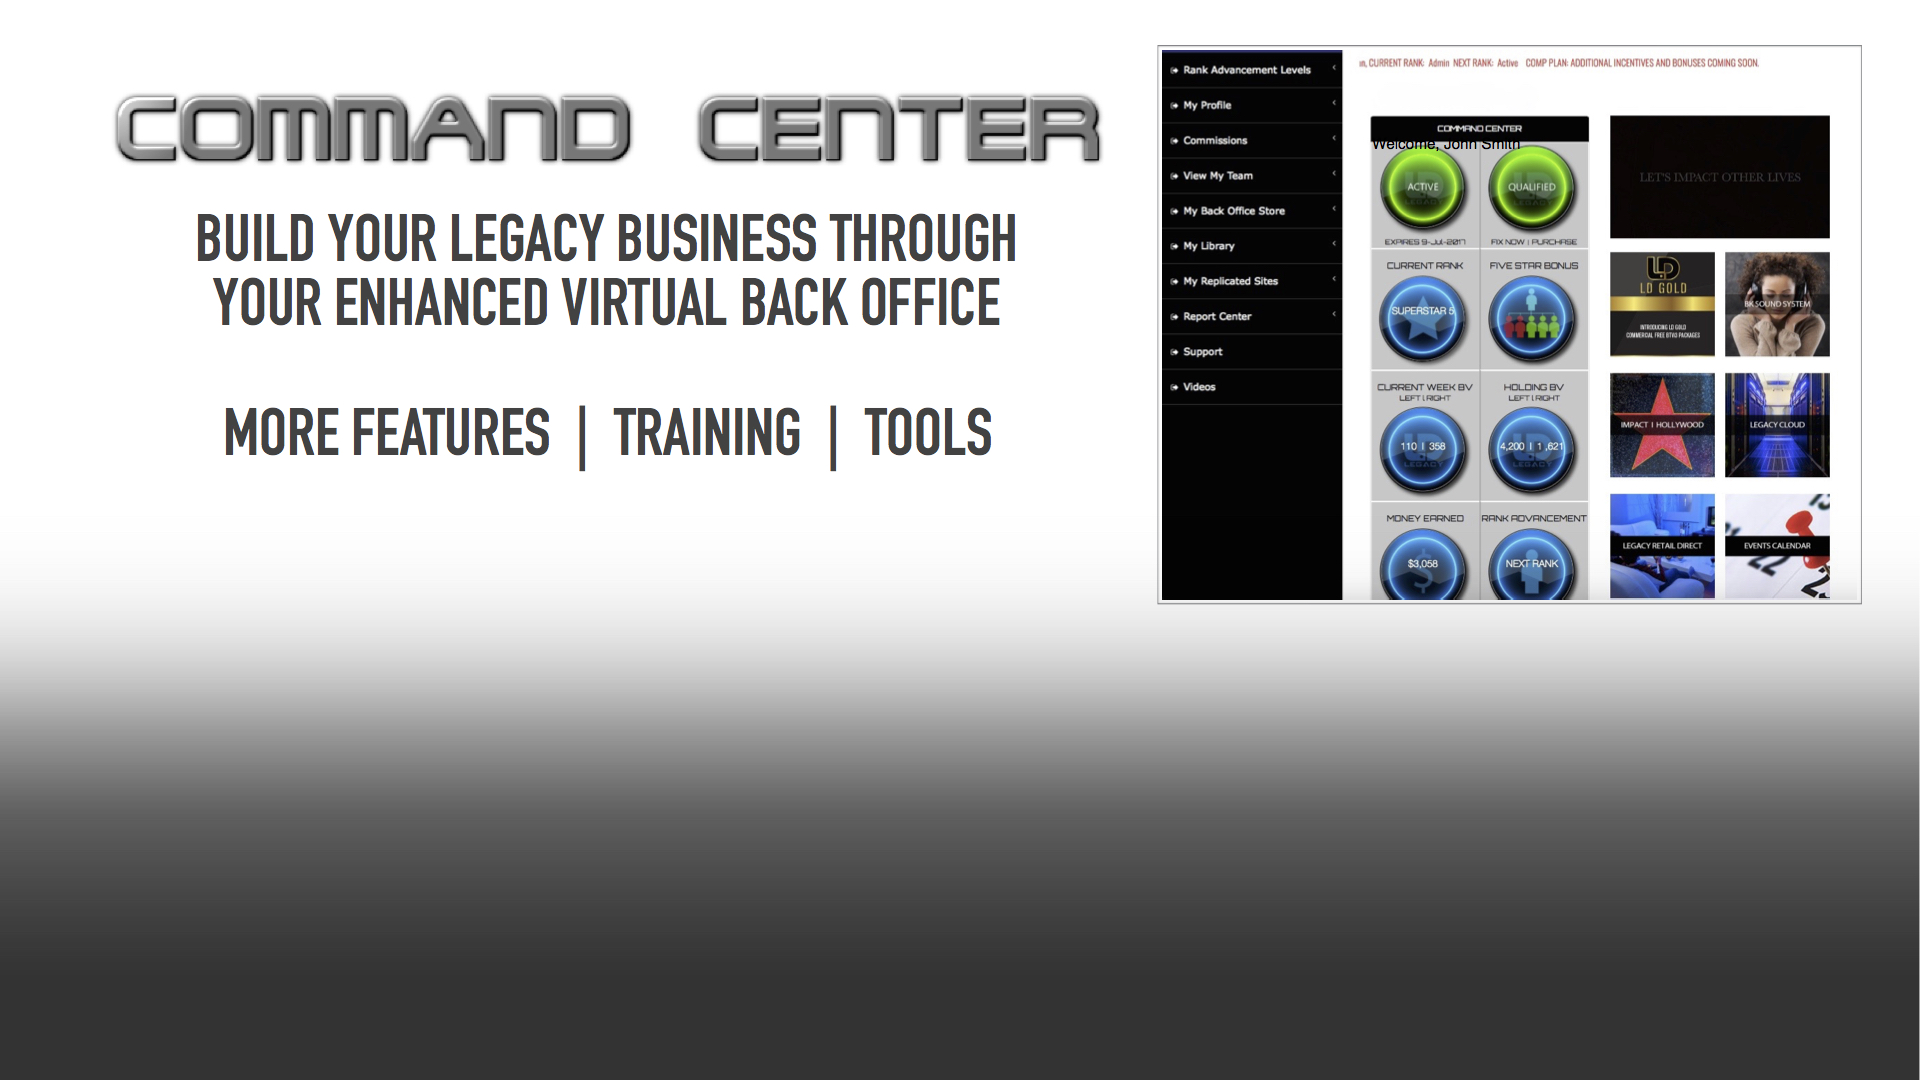 COMMAND CENTER
BUILD YOUR LEGACY BUSINESS THROUGH
YOUR ENHANCED VIRTUAL BACK OFFICE
MORE FEATURES | TRAINING | TOOLS
Rank Advancement Levels
My Profile
Commissions
View My Team
My Back Office Store
My Library
My Replicated Sites
Report Center
Support
Videos
CURRENT RANK: Admin NEXT RANK: Active COMP PLAN: ADDITIONAL INCENTIVES AND BONUSES COMING SOON.
COMMAND CENTER
Welcome, John Smith
ACTIVE
QUALIFIED
EXPIRES 9-Jul-2017
FIX NOW | PURCHASE
CURRENT RANK
FIVE STAR BONUS
SUPERSTAR 5
CURRENT WEEK BV
LEFT | RIGHT
HOLDING BV
LEFT | RIGHT
110 | 358
4,200 | 1,621
LEGACY
LEGACY
MONEY EARNED
RANK ADVANCEMENT
$3,058
NEXT RANK
LET'S IMPACT OTHER LIVES
LD GOLD
INTRODUCING LD GOLD
COMMERCIAL FREE DTV3 PACKAGES
BK SOUND SYSTEM
IMPACT | HOLLYWOOD
LEGACY CLOUD
LEGACY RETAIL DIRECT
EVENTS CALENDAR